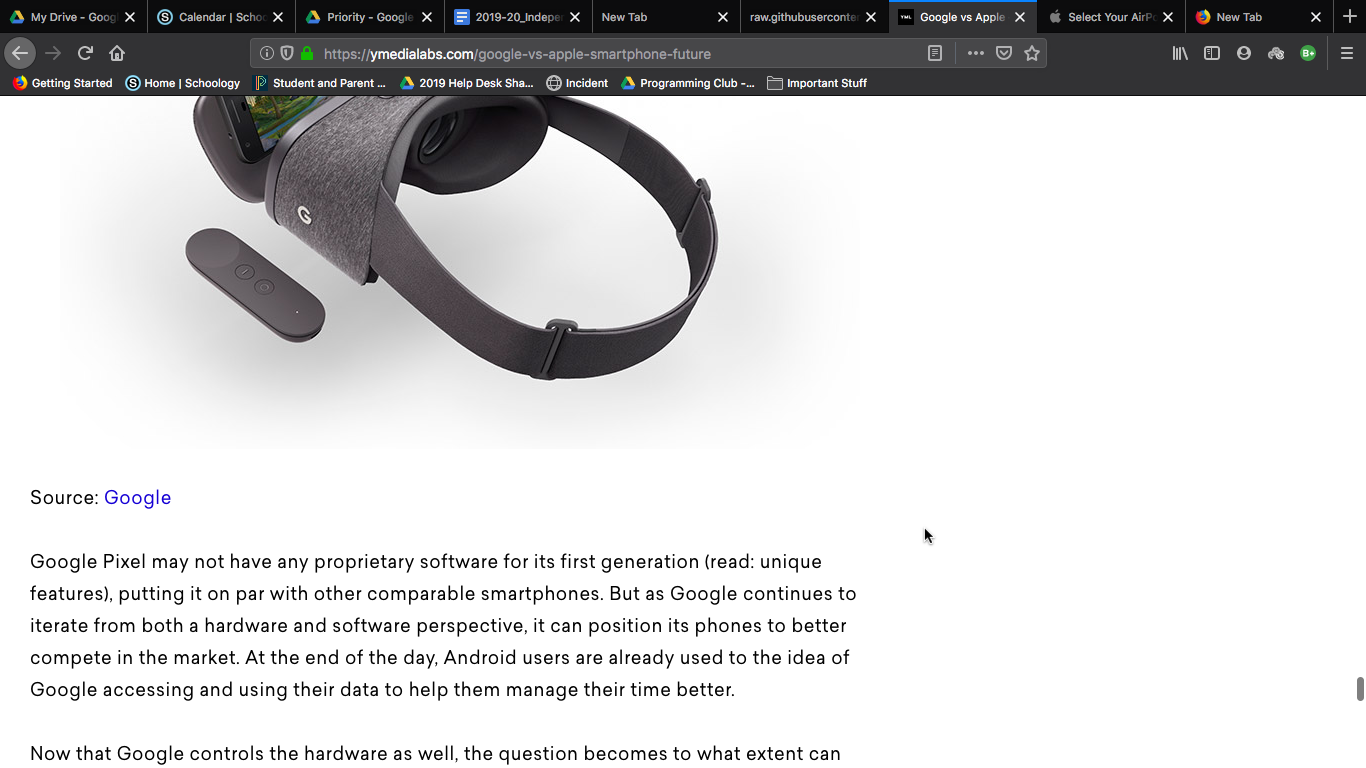 My Drive - Googl
Calendar | Schoo
Priority - Google
2019-20_Indepen
New Tab
raw.githubuserconten
YML
Google vs Apple
Select Your AirPo
New Tab
https://ymedialabs.com/google-vs-apple-smartphone-future
B+
Getting Started
Home | Schoology
Student and Parent ...
2019 Help Desk Sha...
Incident
Programming Club -...
Important Stuff
G
Source: Google
Google Pixel may not have any proprietary software for its first generation (read: unique
features), putting it on par with other comparable smartphones. But as Google continues to
iterate from both a hardware and software perspective, it can position its phones to better
compete in the market. At the end of the day, Android users are already used to the idea of
Google accessing and using their data to help them manage their time better.
Now that Google controls the hardware as well, the question becomes to what extent can